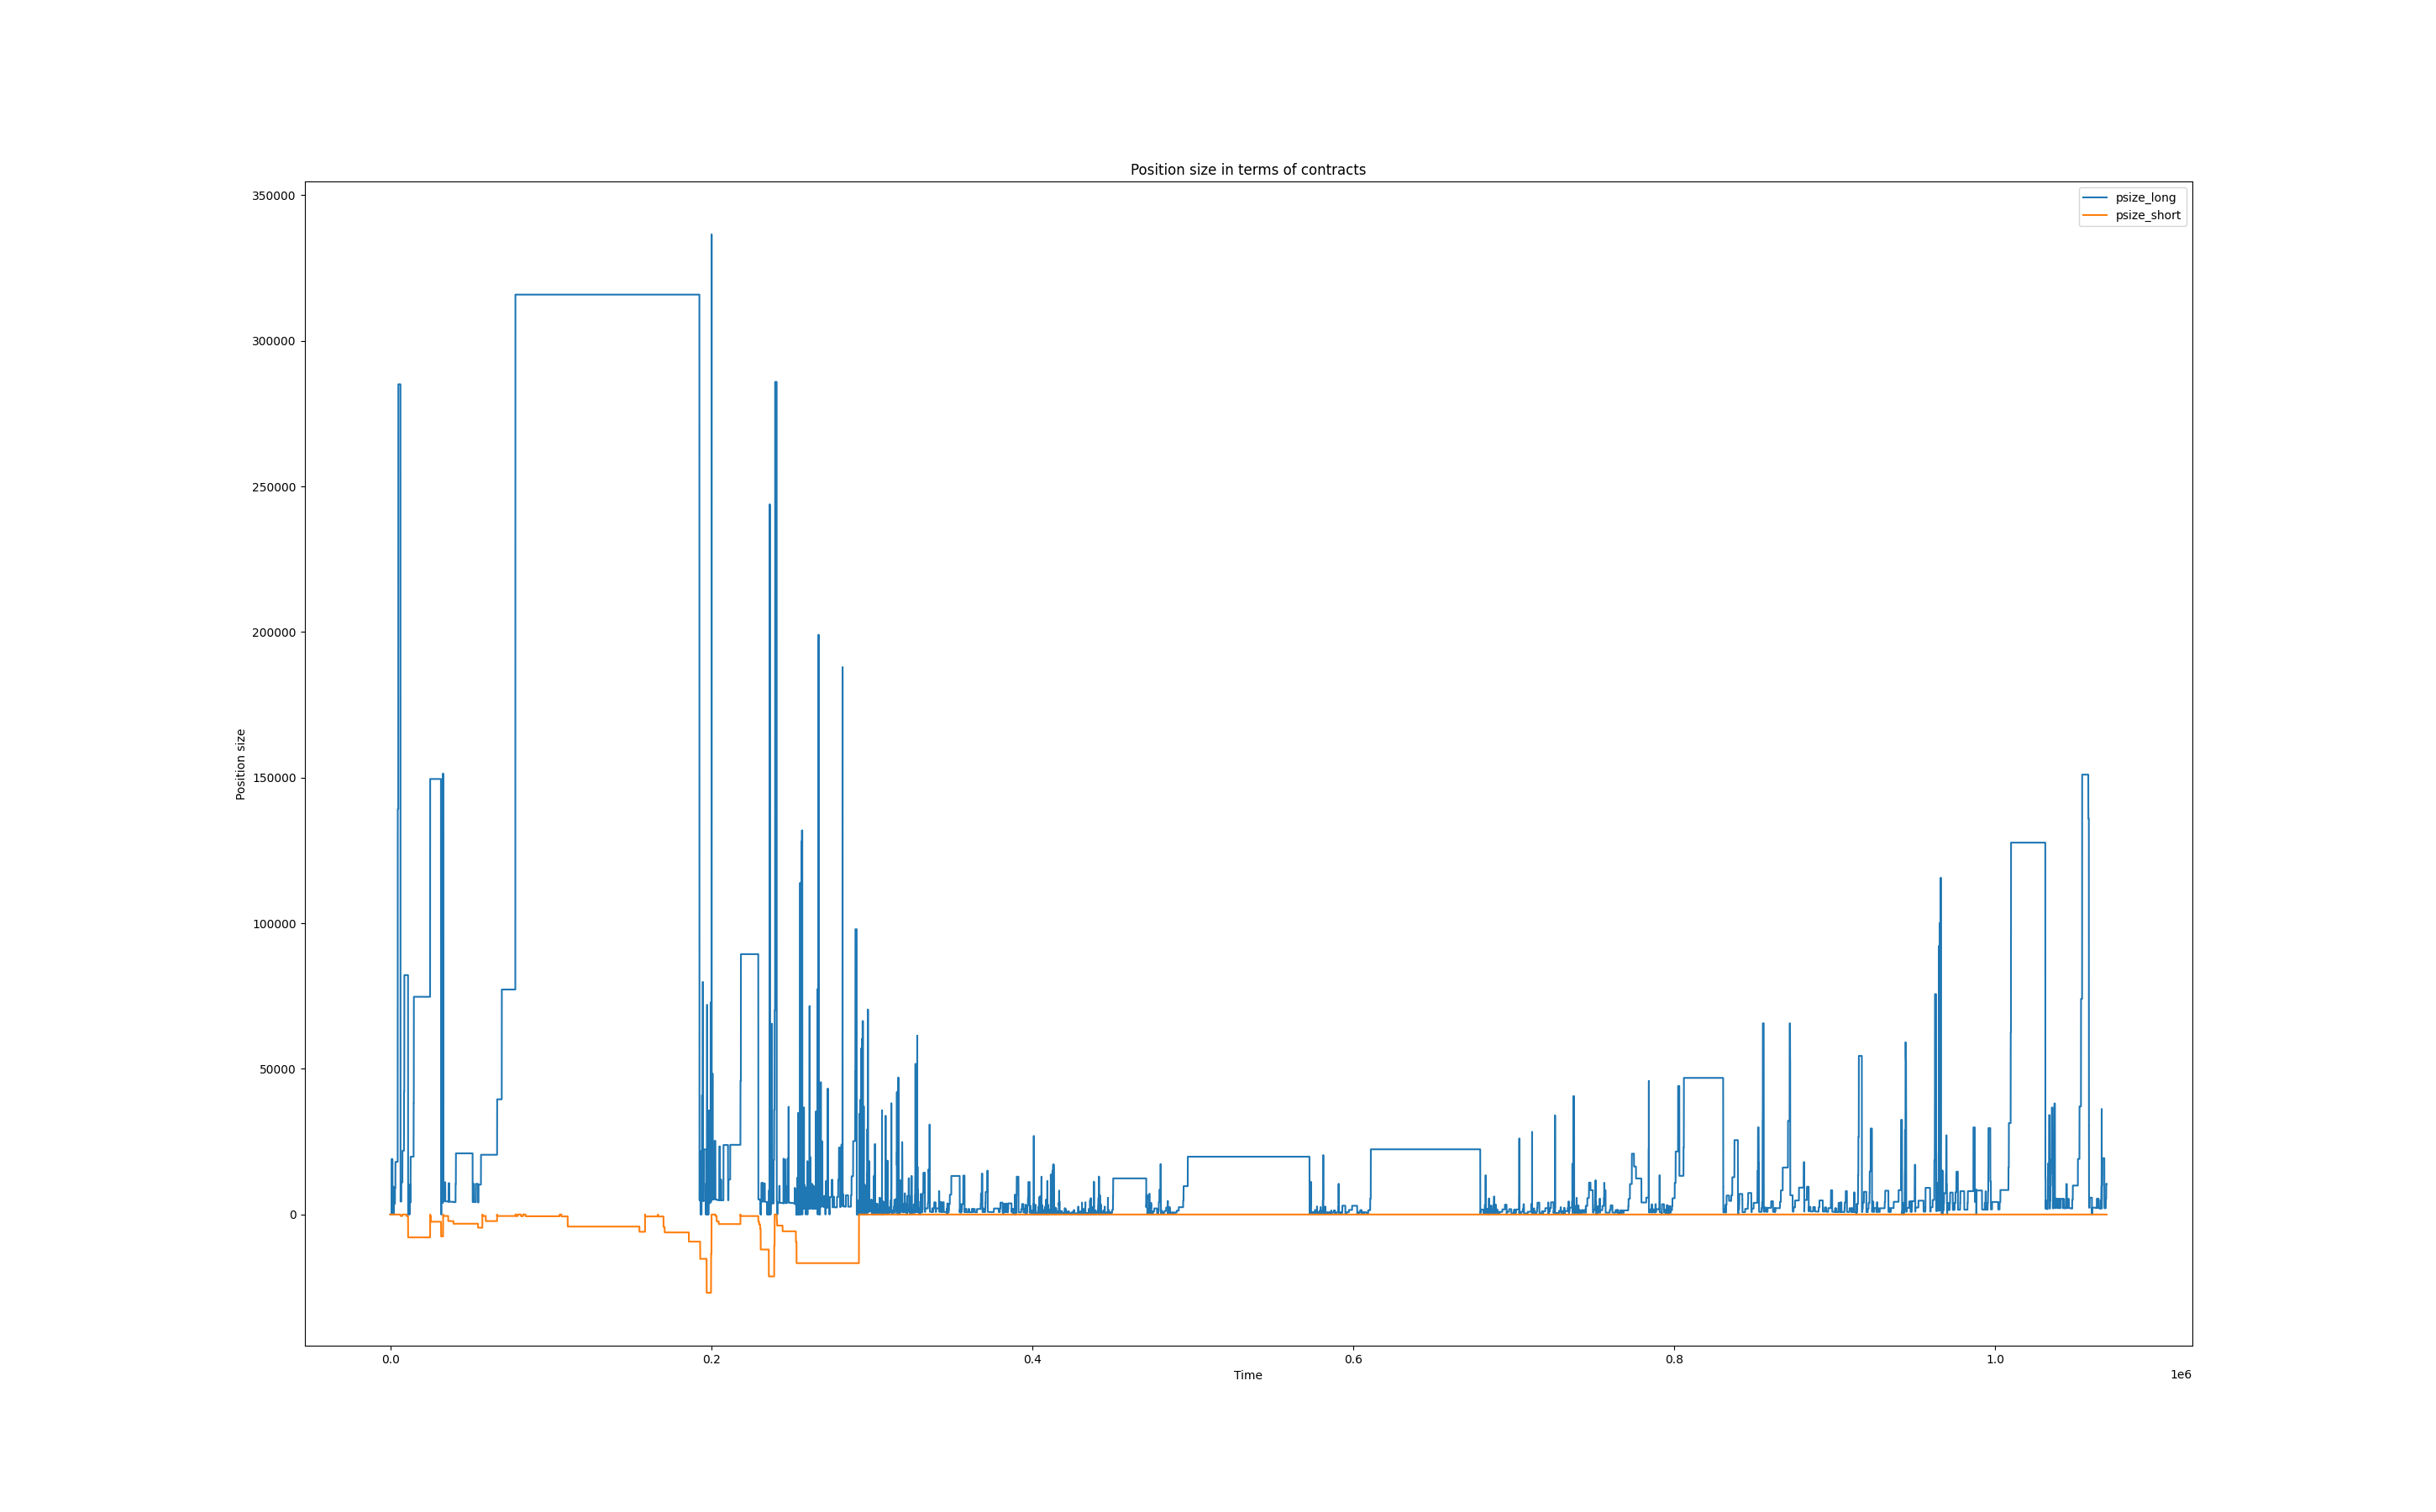 Position size in terms of contracts
psize_long
psize_short
350000
300000
250000
200000
150000
100000
50000
0
Position size
0.0 0.2 0.4 0.6 0.8 1.0
Time
1e6